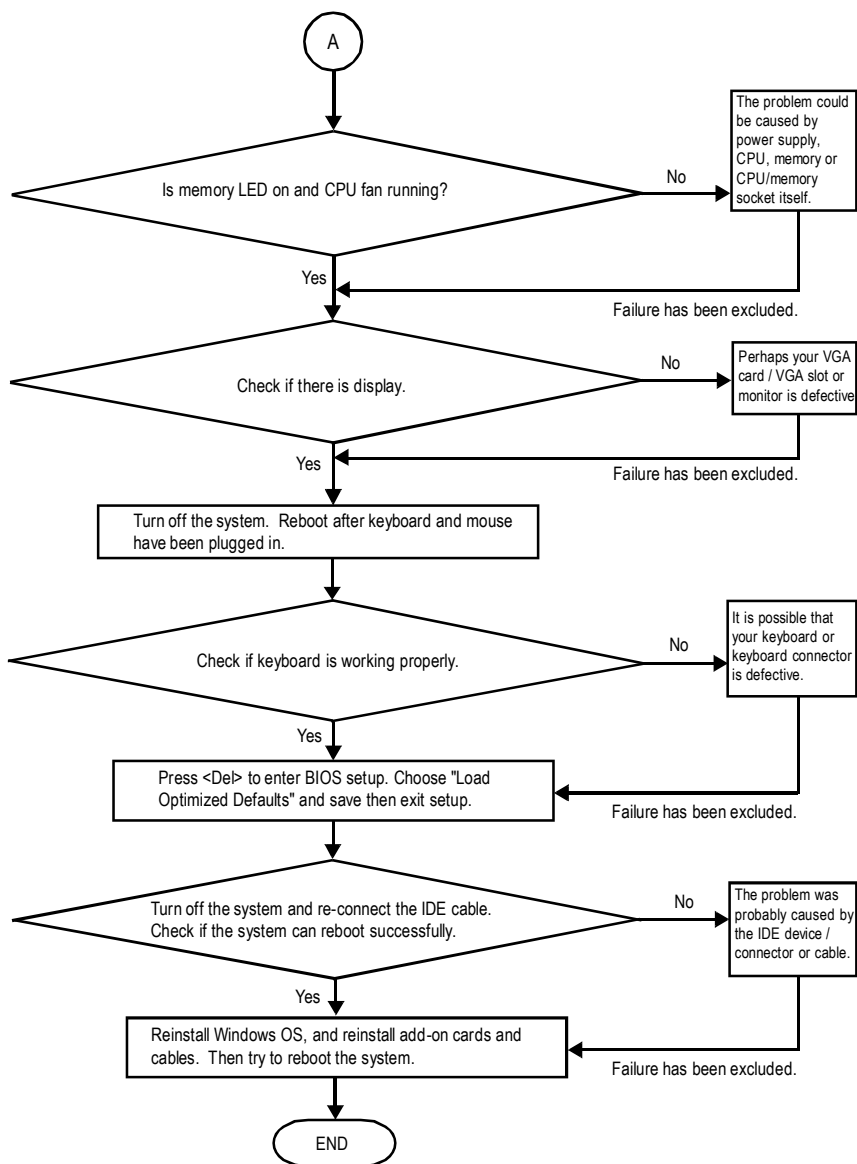 A
Is memory LED on and CPU fan running?
No
The problem could
be caused by
power supply,
CPU, memory or
CPU/memory
socket itself.
Yes
Failure has been excluded.
Check if there is display.
No
Perhaps your VGA
card / VGA slot or
monitor is defective
Yes
Failure has been excluded.
Turn off the system. Reboot after keyboard and mouse
have been plugged in.
Check if keyboard is working properly.
No
It is possible that
your keyboard or
keyboard connector
is defective.
Yes
Press <Del> to enter BIOS setup. Choose "Load
Optimized Defaults" and save then exit setup.
Failure has been excluded.
Turn off the system and re-connect the IDE cable.
Check if the system can reboot successfully.
No
The problem was
probably caused by
the IDE device /
connector or cable.
Yes
Reinstall Windows OS, and reinstall add-on cards and
cables. Then try to reboot the system.
Failure has been excluded.
END